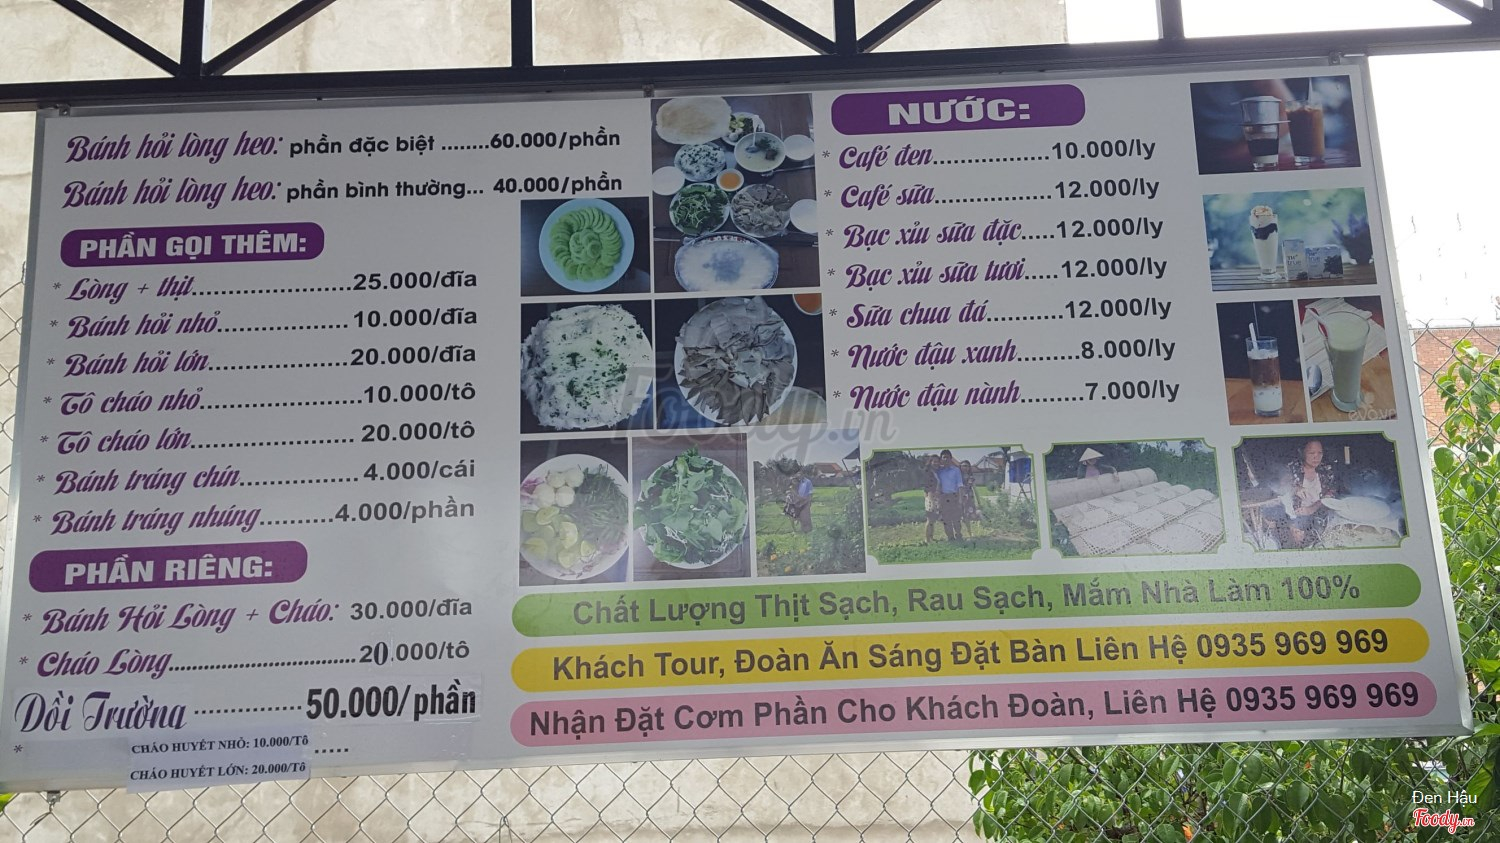 Bánh hỏi lòng heo: phần đặc biệt ........60.000/phần
Bánh hỏi lòng heo: phần bình thường... 40.000/phần
PHẦN GỌI THÊM:
* Lòng + thịt......................25.000/đĩa
* Bánh hỏi nhỏ.................. 10.000/đĩa
* Bánh hỏi lớn...................20.000/đĩa
* Tô cháo nhỏ......................10.000/tô
* Tô cháo lớn...................... 20.000/tô
* Bánh tráng chín................ 4.000/cái
* Bánh tráng nhúng..........4.000/phần
PHẦN RIÊNG:
* Bánh Hỏi Lòng + Cháo: 30.000/đĩa
* Cháo Lòng........................................20.000/tô
Dồi Trường .............. 50.000/phần
* CHÁO HUYẾT NHỎ: 10.000/Tô .....
CHÁO HUYẾT LỚN: 20.000/Tô
NƯỚC:
* Café đen..................10.000/ly
* Café sữa..................12.000/ly
* Bạc xỉu sữa đặc.....12.000/ly
* Bạc xỉu sữa tươi.....12.000/ly
* Sữa chua đá............12.000/ly
* Nước đậu xanh.........8.000/ly
* Nước đậu nành.........7.000/ly
Chất Lượng Thịt Sạch, Rau Sạch, Mắm Nhà Làm 100%
Khách Tour, Đoàn Ăn Sáng Đặt Bàn Liên Hệ 0935 969 969
Nhận Đặt Cơm Phần Cho Khách Đoàn, Liên Hệ 0935 969 969
Foody.vn
Đen Hậu
Foody.vn